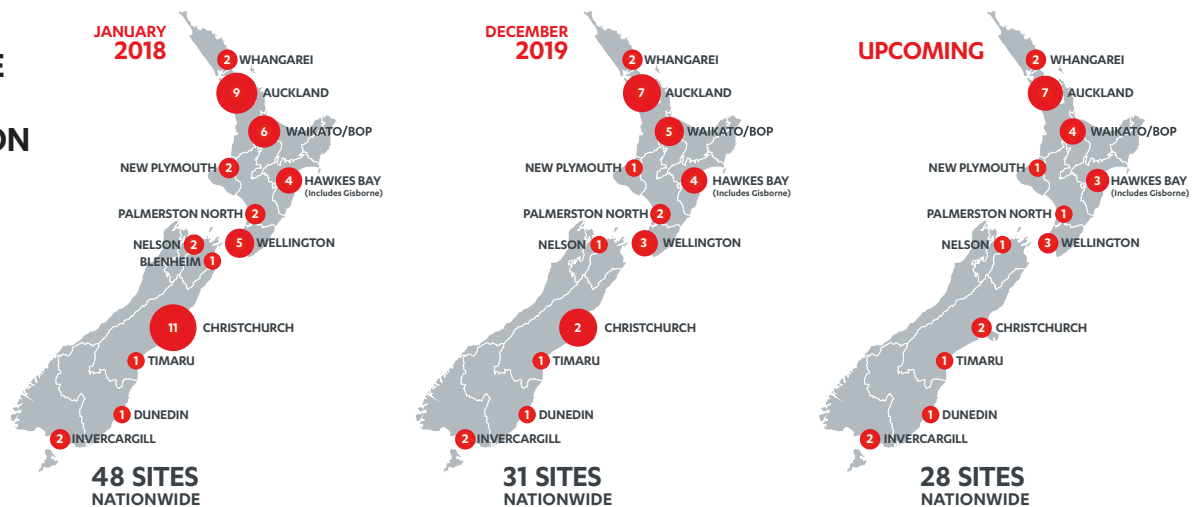 E
ON
JANUARY
2018
2 WHANGAREI
9 AUCKLAND
6 WAIKATO/BOP
NEW PLYMOUTH 2
4 HAWKES BAY
(Includes Gisborne)
PALMERSTON NORTH 2
NELSON 2
5 WELLINGTON
BLENHEIM 1
11 CHRISTCHURCH
1 TIMARU
1 DUNEDIN
2 INVERCARGILL
48 SITES
NATIONWIDE
DECEMBER
2019
2 WHANGAREI
7 AUCKLAND
5 WAIKATO/BOP
NEW PLYMOUTH 1
4 HAWKES BAY
(Includes Gisborne)
PALMERSTON NORTH 2
NELSON 1
3 WELLINGTON
2 CHRISTCHURCH
1 TIMARU
1 DUNEDIN
2 INVERCARGILL
31 SITES
NATIONWIDE
UPCOMING
2 WHANGAREI
7 AUCKLAND
4 WAIKATO/BOP
NEW PLYMOUTH 1
3 HAWKES BAY
(Includes Gisborne)
PALMERSTON NORTH 1
NELSON 1
3 WELLINGTON
2 CHRISTCHURCH
1 TIMARU
1 DUNEDIN
2 INVERCARGILL
28 SITES
NATIONWIDE